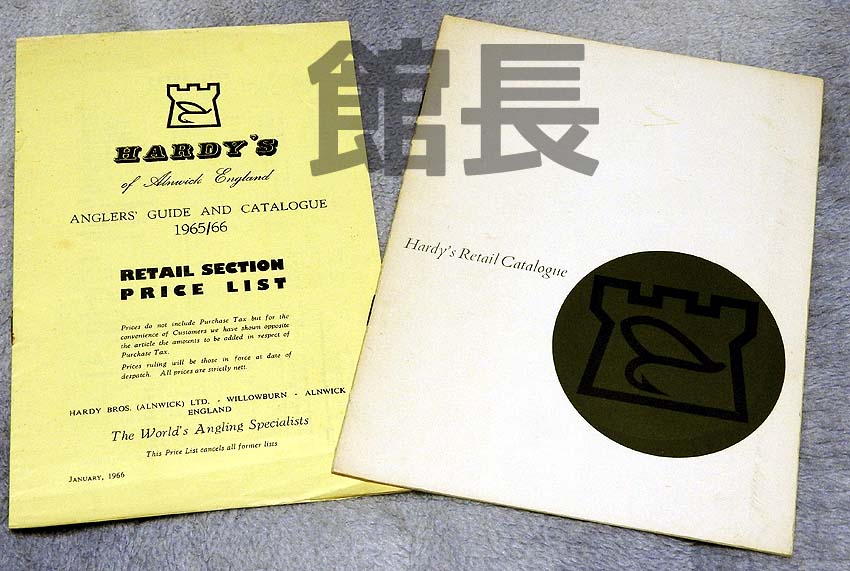 HARDY'S
of Alnwick England
ANGLERS' GUIDE AND CATALOGUE
1965/66
RETAIL SECTION
PRICE LIST
Prices do not include Purchase Tax but for the
convenience of Customers we have shown opposite
the article the amounts to be added in respect of
Purchase Tax.
Prices ruling will be those in force at date of
despatch. All prices are strictly nett.
HARDY BROS. (ALNWICK) LTD. - WILLOWBURN - ALNWICK
ENGLAND
The World's Angling Specialists
This Price List cancels all former lists
JANUARY, 1966
館長
Hardy's Retail Catalogue